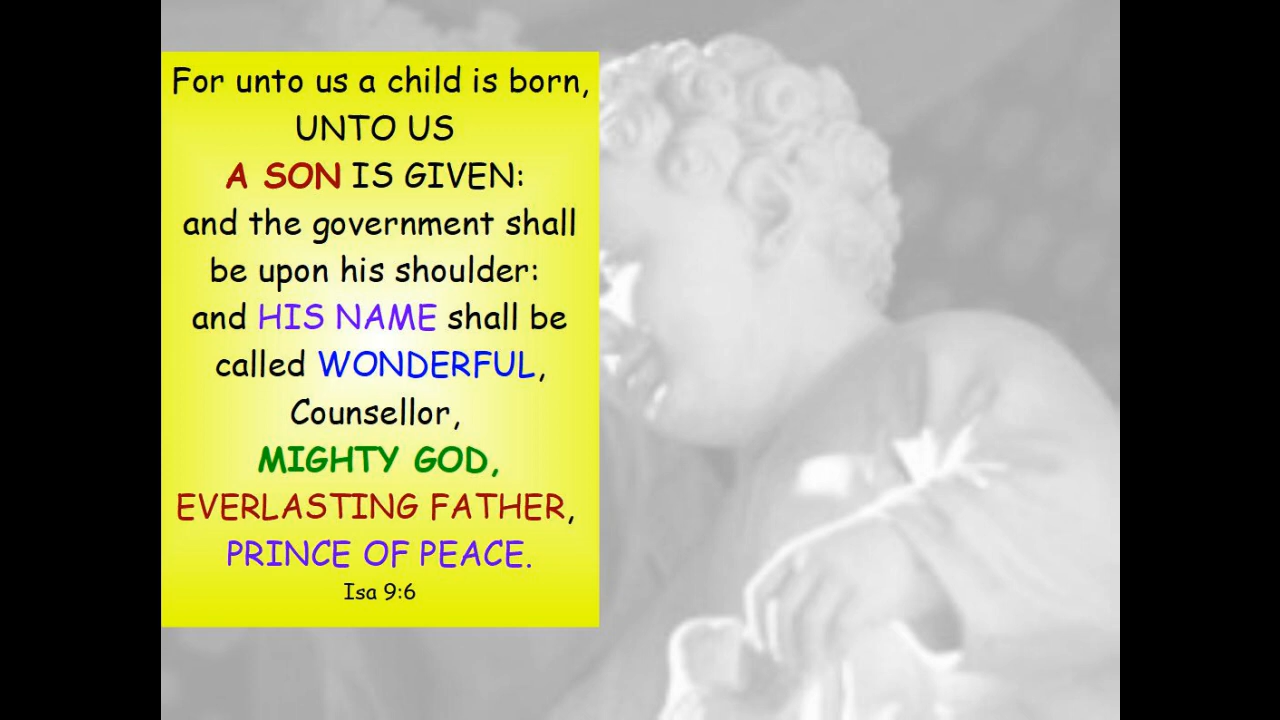 For unto us a child is born,
UNTO US
A SON IS GIVEN:
and the government shall
be upon his shoulder:
and HIS NAME shall be
called WONDERFUL,
Counsellor,
MIGHTY GOD,
EVERLASTING FATHER,
PRINCE OF PEACE.
Isa 9:6